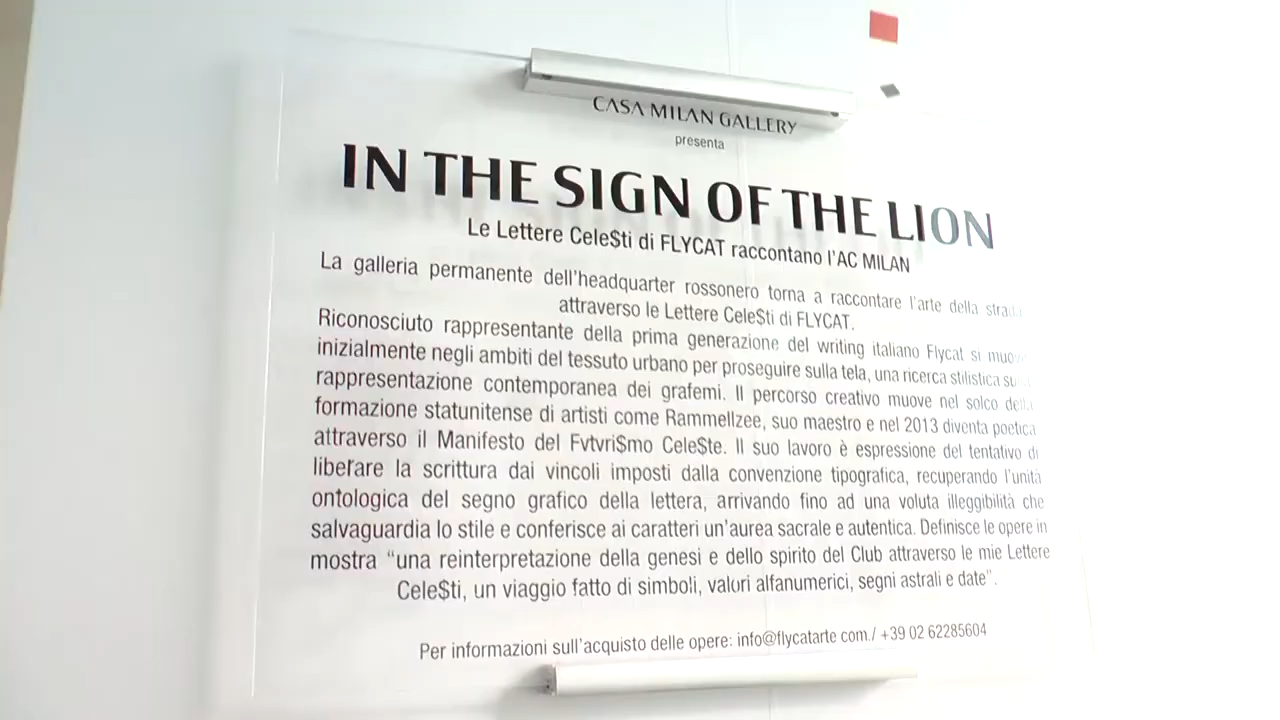 CASA MILAN GALLERY
presenta
IN THE SIGN OF THE LION
Le Lettere Cele$ti di FLYCAT raccontano l'AC MILAN
La galleria permanente dell'headquarter rossonero torna a raccontare l'arte della strada
attraverso le Lettere Cele$ti di FLYCAT.
Riconosciuto rappresentante della prima generazione del writing italiano Flycat si muove
inizialmente negli ambiti del tessuto urbano per proseguire sulla tela, una ricerca stilistica
rappresentazione contemporanea dei grafemi. Il percorso creativo muove nel solco della
formazione statunitense di artisti come Rammellzee, suo maestro e nel 2013 diventa poetica
attraverso il Manifesto del Fvtvri$mo Cele$te. Il suo lavoro è espressione del tentativo di
liberare la scrittura dai vincoli imposti dalla convenzione tipografica, recuperando l'unità
ontologica del segno grafico della lettera, arrivando fino ad una voluta illeggibilità che
salvaguardia lo stile e conferisce ai caratteri un'aurea sacrale e autentica. Definisce le opere in
mostra "una reinterpretazione della genesi e dello spirito del Club attraverso le mie Lettere
Cele$ti, un viaggio fatto di simboli, valori alfanumerici, segni astrali e date".
Per informazioni sull'acquisto delle opere: info@flycatarte com./ +39 02 62285604